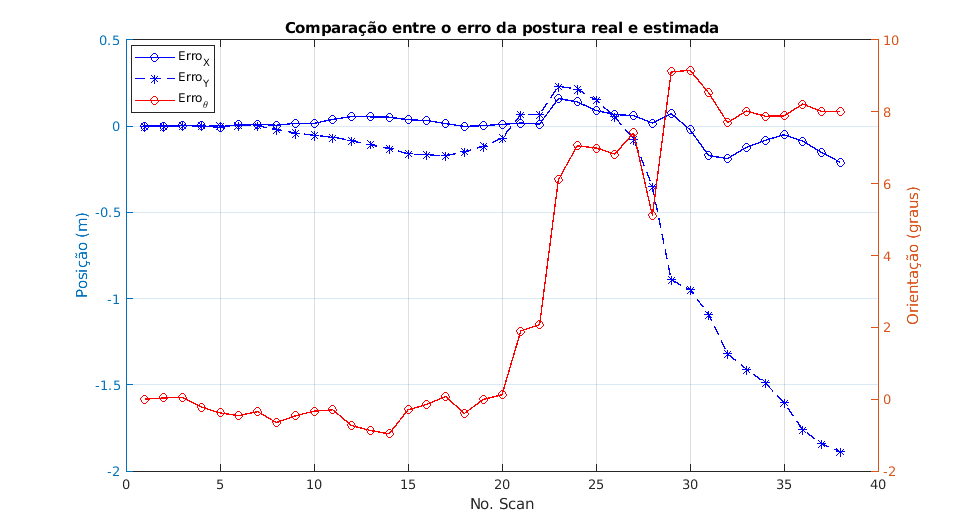 Comparação entre o erro da postura real e estimada
Erro_X
Erro_Y
Erro_θ
0.5
0
-0.5
-1
-1.5
-2
Posição (m)
10
8
6
4
2
0
-2
Orientação (graus)
0 5 10 15 20 25 30 35 40
No. Scan